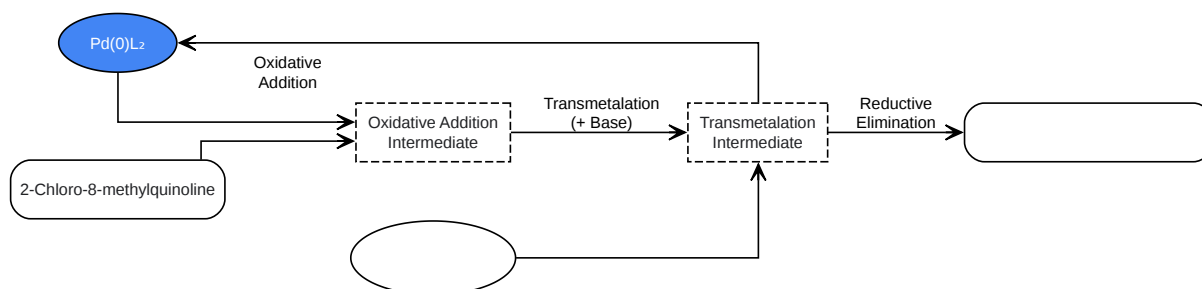 Pd(0)L₂
Oxidative
Addition
Oxidative Addition
Intermediate
Transmetalation
(+ Base)
Transmetalation
Intermediate
Reductive
Elimination
2-Chloro-8-methylquinoline